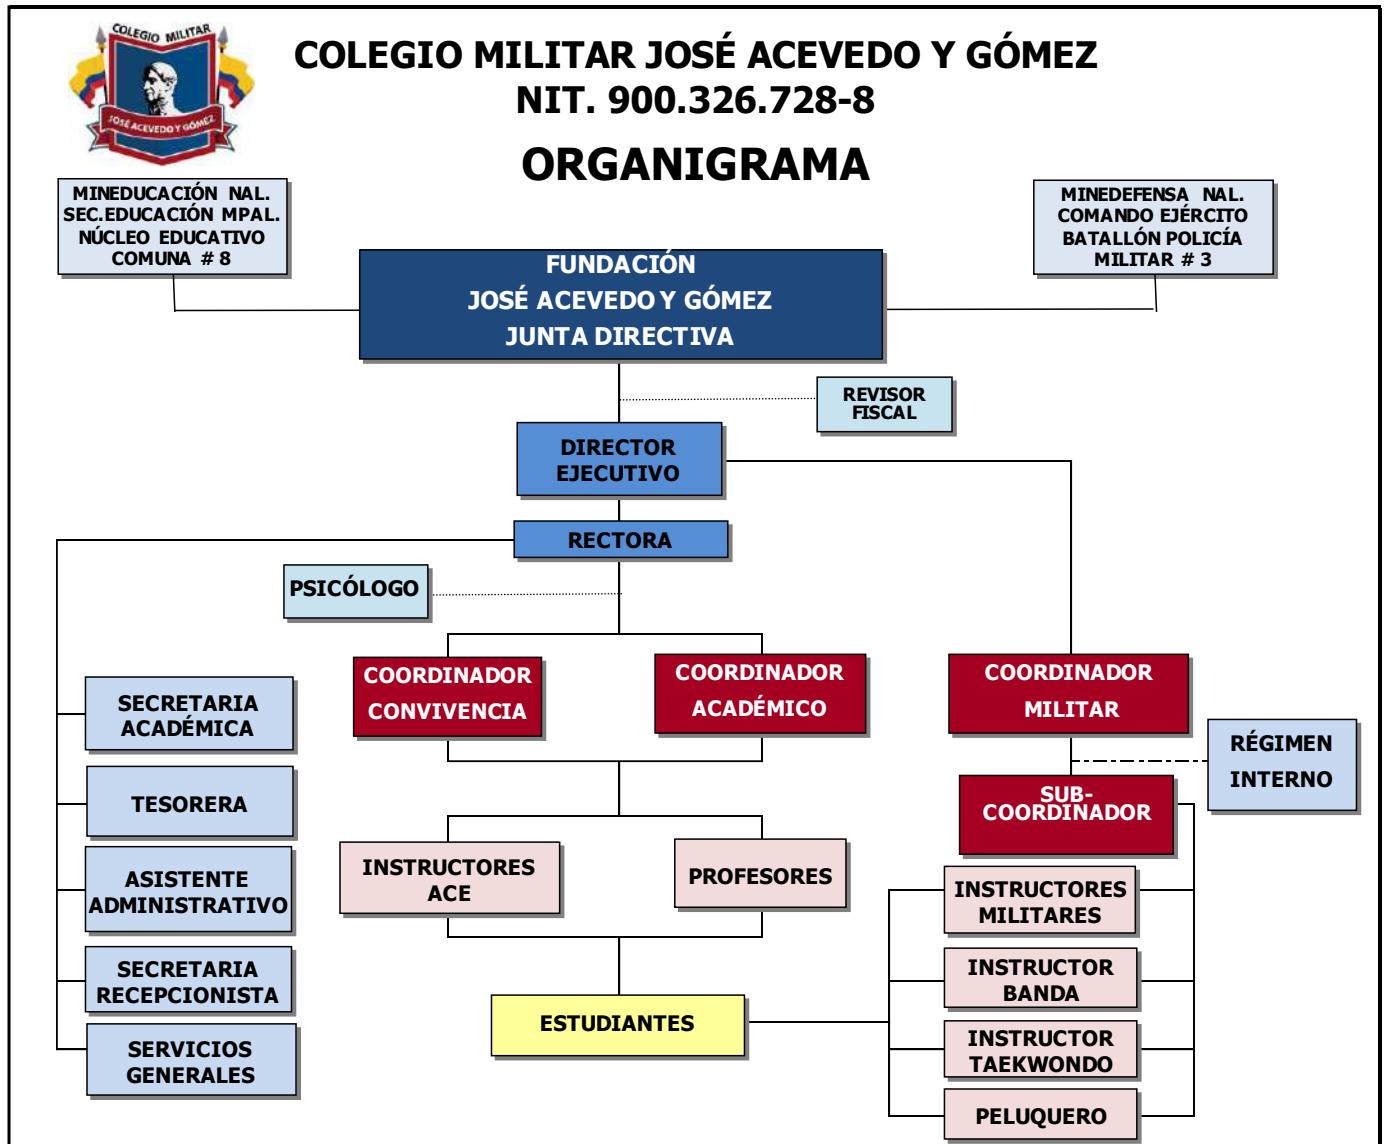 COLEGIO MILITAR
JOSÉ ACEVEDO Y GÓMEZ
COLEGIO MILITAR JOSÉ ACEVEDO Y GÓMEZ
NIT. 900.326.728-8
ORGANIGRAMA
MINEDUCACIÓN NAL.
SEC.EDUCACIÓN MPAL.
NÚCLEO EDUCATIVO
COMUNA # 8
MINEDEFENSA NAL.
COMANDO EJÉRCITO
BATALLÓN POLICÍA
MILITAR # 3
FUNDACIÓN
JOSÉ ACEVEDO Y GÓMEZ
JUNTA DIRECTIVA
REVISOR
FISCAL
DIRECTOR
EJECUTIVO
RECTORA
PSICÓLOGO
COORDINADOR
CONVIVENCIA
COORDINADOR
ACADÉMICO
COORDINADOR
MILITAR
RÉGIMEN
INTERNO
SUB-
COORDINADOR
SECRETARIA
ACADÉMICA
TESORERA
ASISTENTE
ADMINISTRATIVO
SECRETARIA
RECEPCIONISTA
SERVICIOS
GENERALES
INSTRUCTORES
ACE
PROFESORES
ESTUDIANTES
INSTRUCTORES
MILITARES
INSTRUCTOR
BANDA
INSTRUCTOR
TAEKWONDO
PELUQUERO